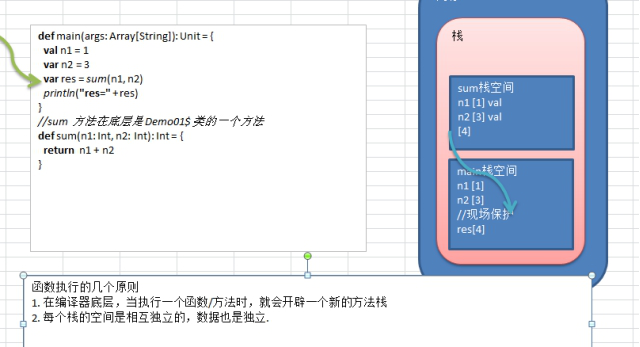 def main(args: Array[String]): Unit = {
val n1 = 1
var n2 = 3
var res = sum(n1, n2)
println("res=" + res)
}
//sum 方法在底层是 Demo01$ 类的一个方法
def sum(n1: Int, n2: Int): Int = {
return n1 + n2
}
栈
sum栈空间
n1 [1] val
n2 [3] val
[4]
main栈空间
n1 [1]
n2 [3]
//现场保护
res[4]
函数执行的几个原则
1. 在编译器底层，当执行一个函数/方法时，就会开辟一个新的方法栈
2. 每个栈的空间是相互独立的，数据也是独立.